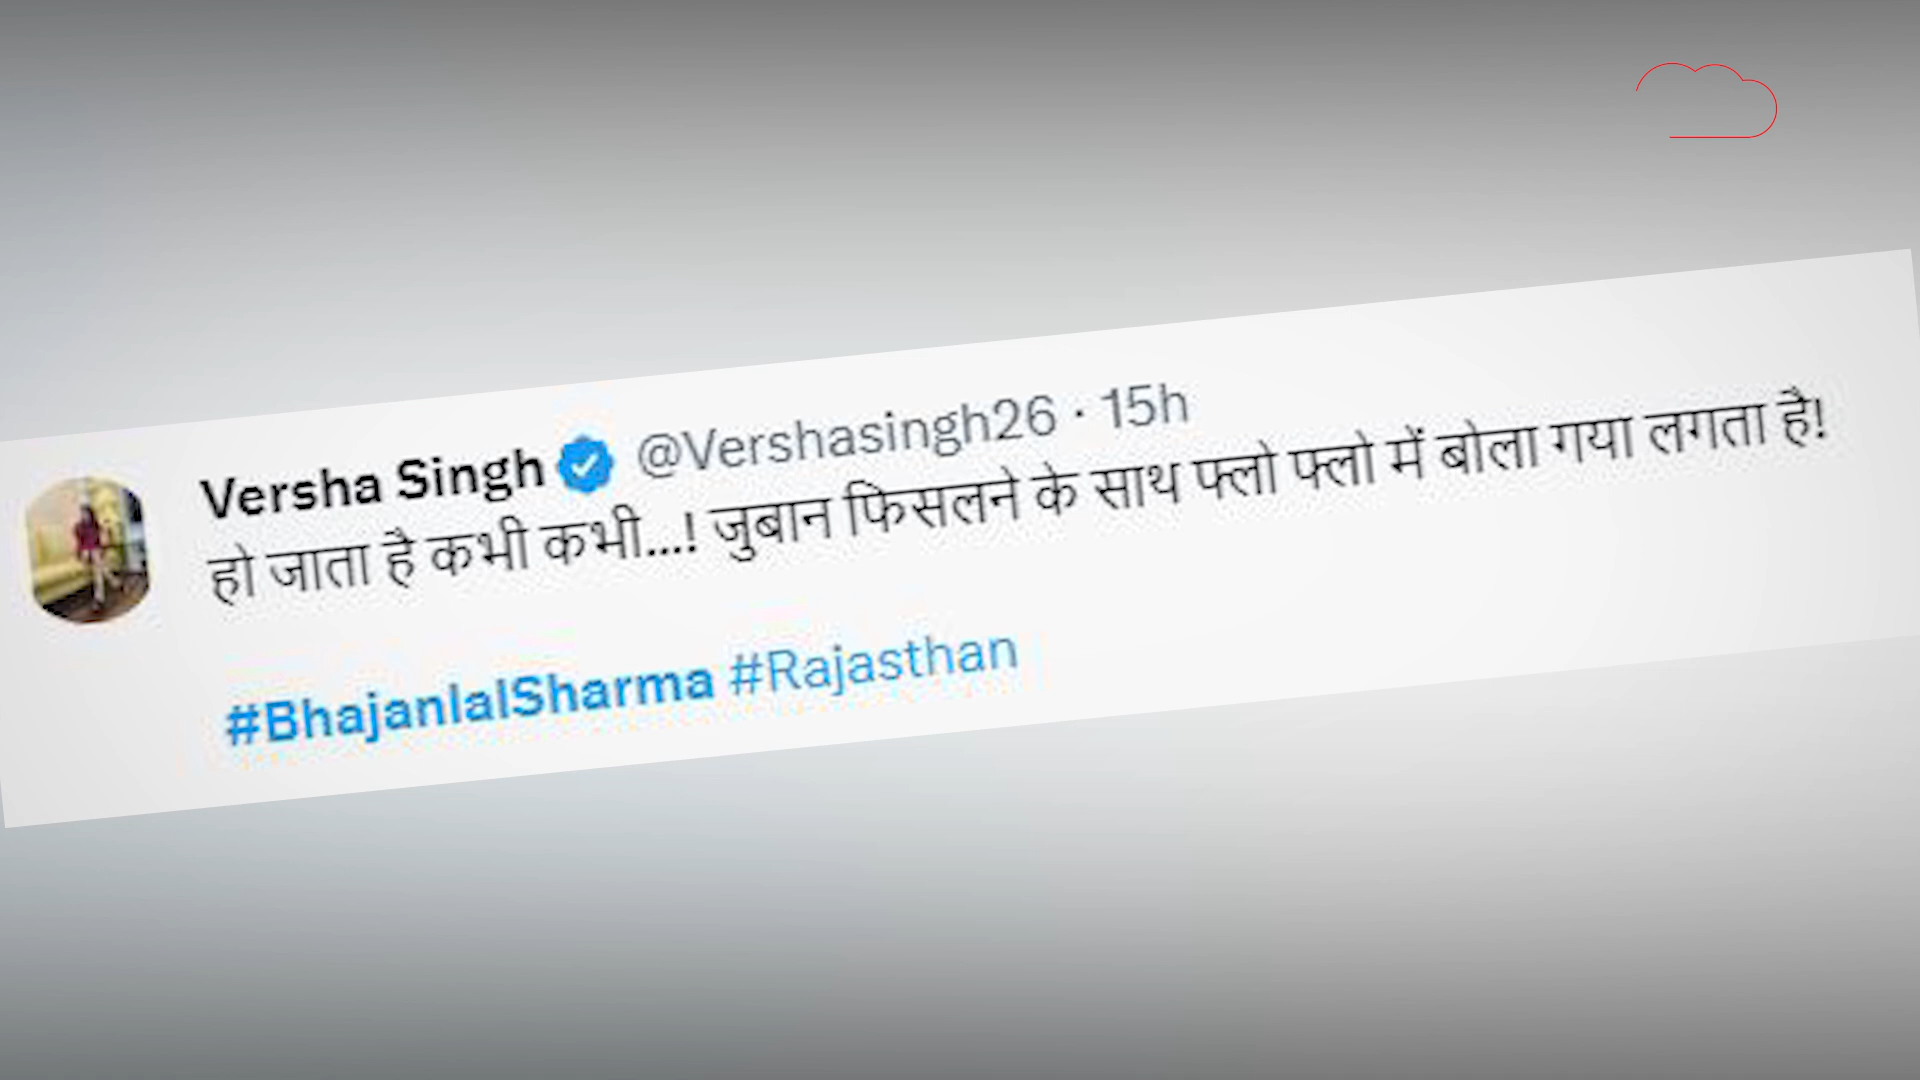 Versha Singh @Vershasingh26 · 15h
हो जाता है कभी कभी...! जुबान फिसलने के साथ फ्लो फ्लो में बोला गया लगता है!
#BhajanlalSharma #Rajasthan